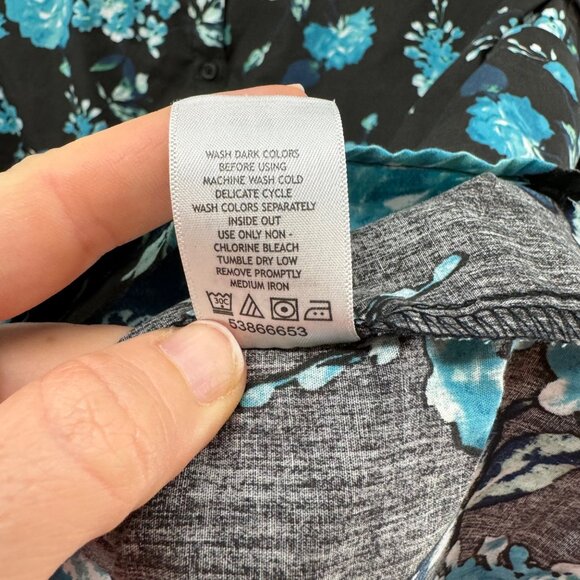 WASH DARK COLORS
BEFORE USING
MACHINE WASH COLD
DELICATE CYCLE
WASH COLORS SEPARATELY
INSIDE OUT
USE ONLY NON -
CHLORINE BLEACH
TUMBLE DRY LOW
REMOVE PROMPTLY
MEDIUM IRON
30C
53866653